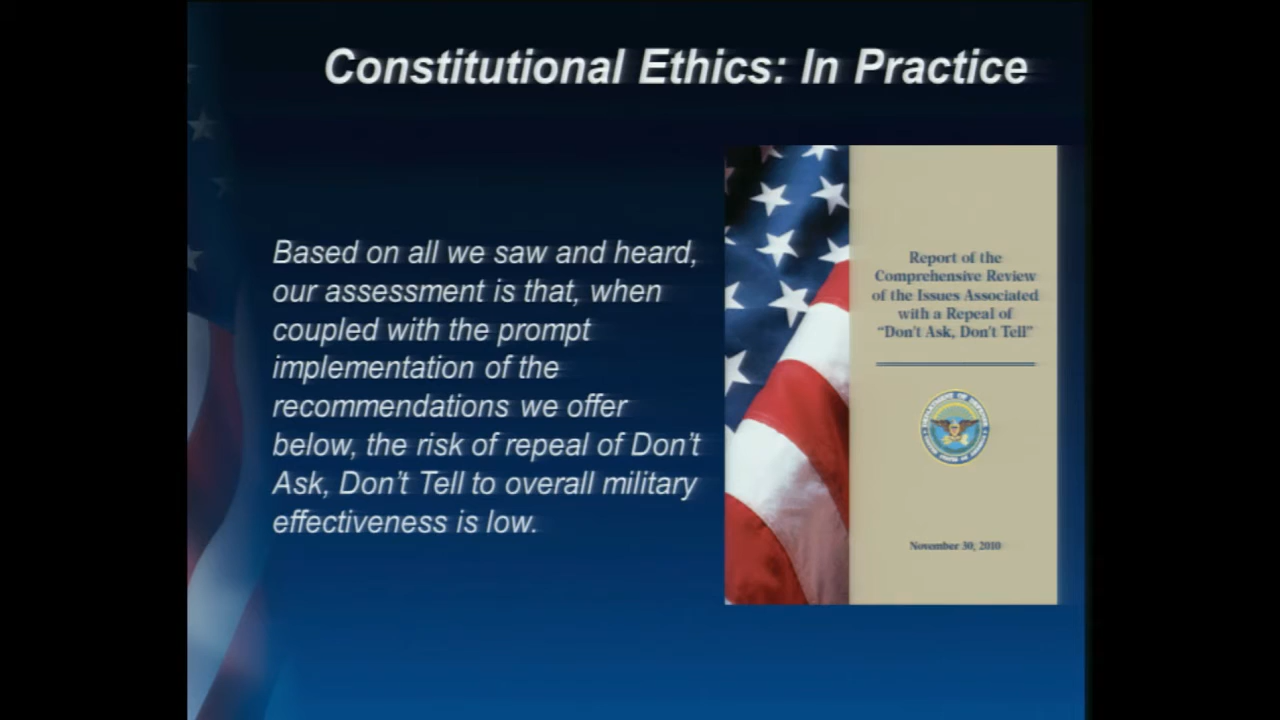 Constitutional Ethics: In Practice
Based on all we saw and heard,
our assessment is that, when
coupled with the prompt
implementation of the
recommendations we offer
below, the risk of repeal of Don't
Ask, Don't Tell to overall military
effectiveness is low.
Report of the
Comprehensive Review
of the Issues Associated
with a Repeal of
"Don't Ask, Don't Tell"
DEPARTMENT OF DEFENSE
November 30, 2010